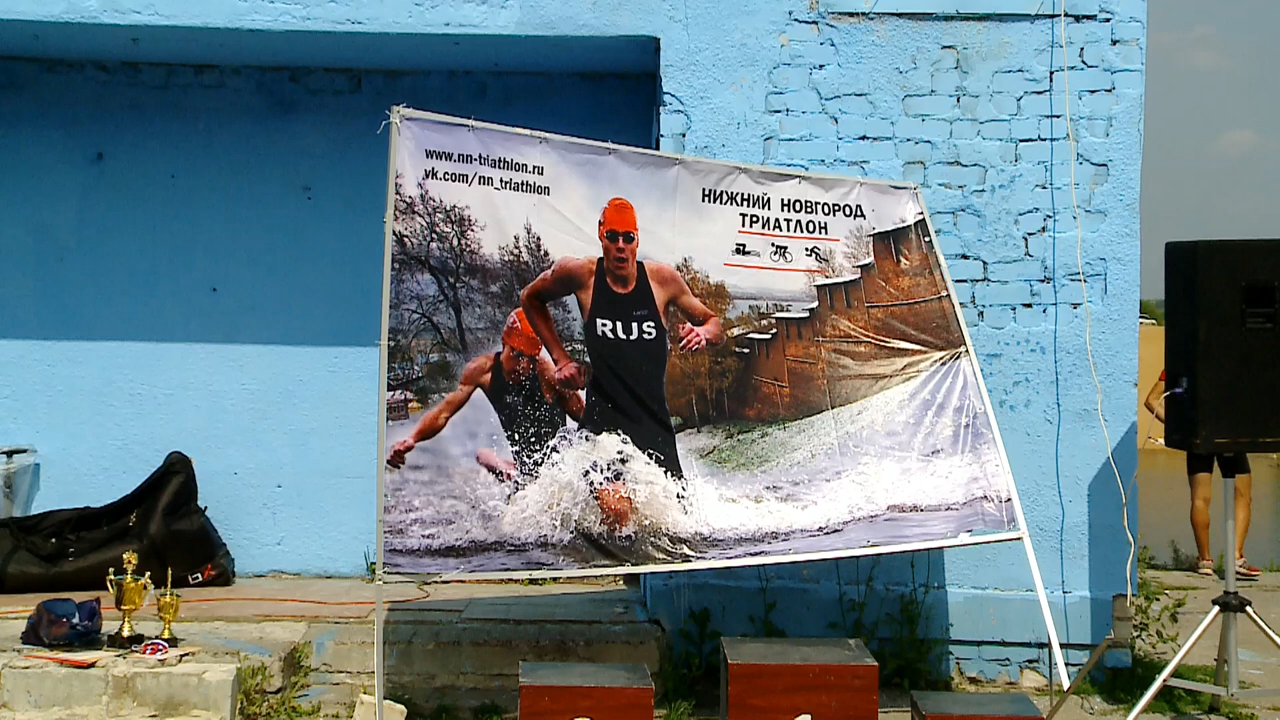 www.nn-triathlon.ru
vk.com/nn_triathlon
НИЖНИЙ НОВГОРОД
ТРИАТЛОН
RUS